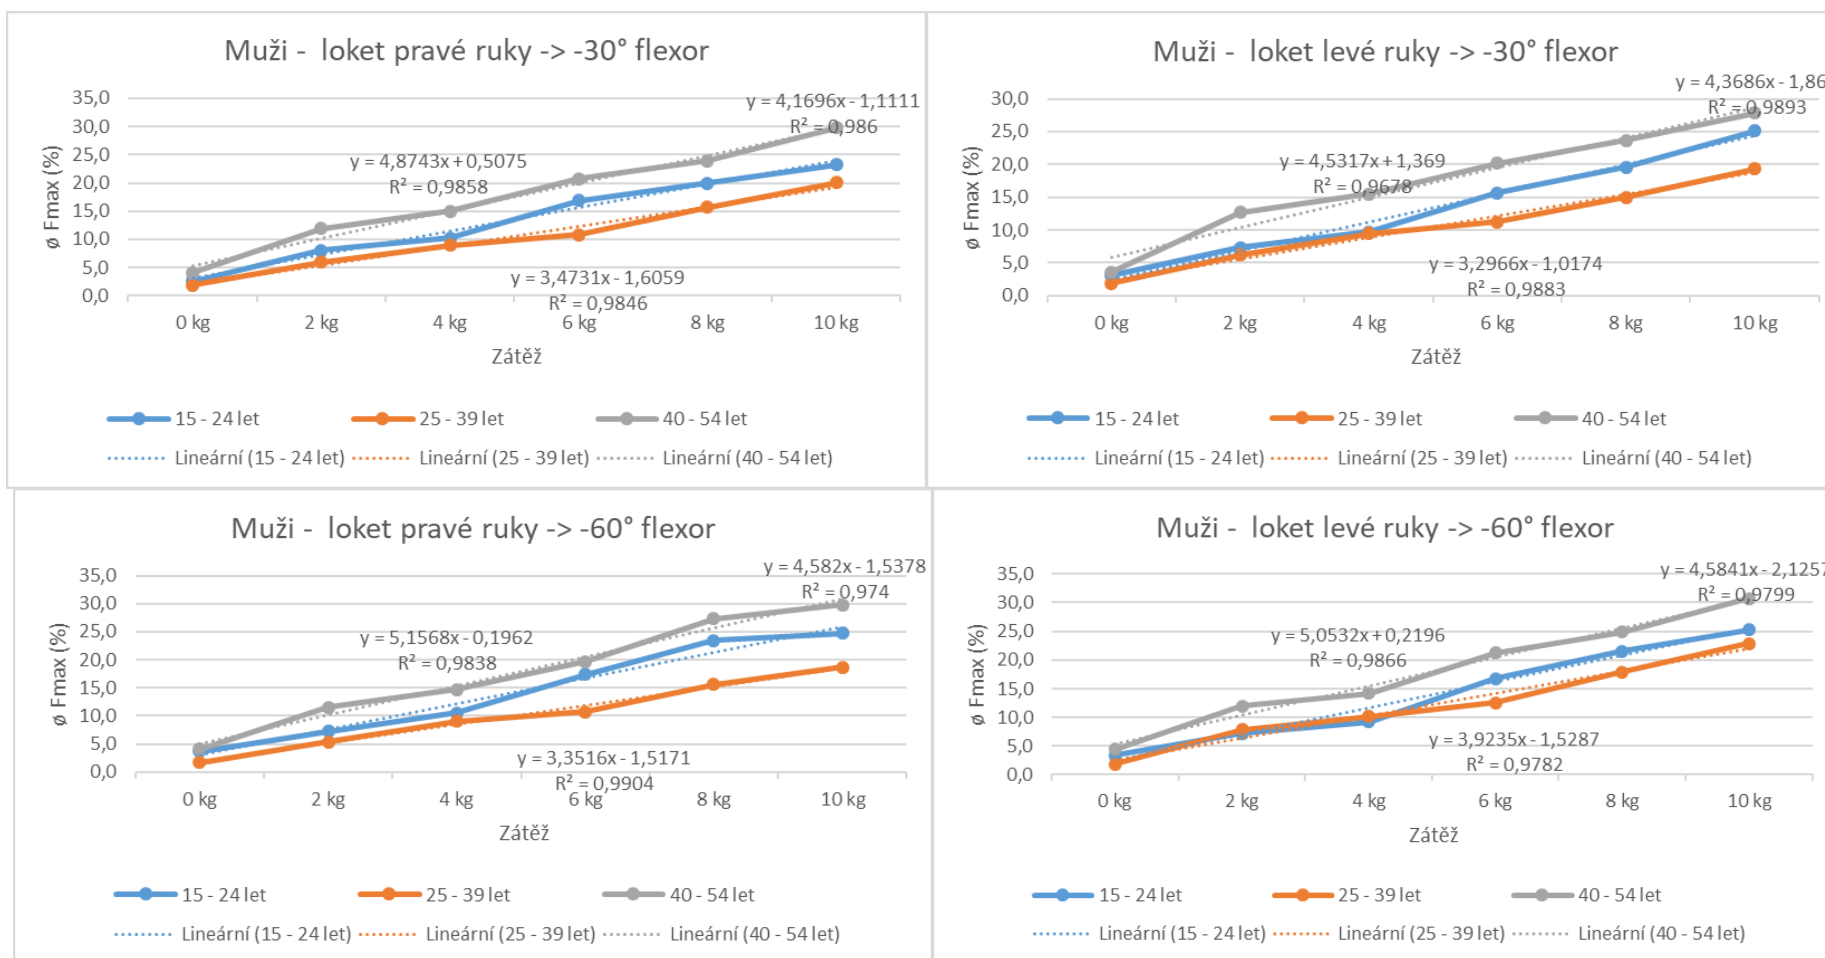 Muži - loket pravé ruky -> -30° flexor
y = 4,1696x - 1,1111
R² = 0,986
y = 4,8743x + 0,5075
R² = 0,9858
y = 3,4731x - 1,6059
R² = 0,9846
ø Fmax (%)
35,0
30,0
25,0
20,0
15,0
10,0
5,0
0,0
0 kg 2 kg 4 kg 6 kg 8 kg 10 kg
Zátěž
15 - 24 let 25 - 39 let 40 - 54 let
Lineární (15 - 24 let) Lineární (25 - 39 let) Lineární (40 - 54 let)
Muži - loket levé ruky -> -30° flexor
y = 4,3686x - 1,86
R² = 0,9893
y = 4,5317x + 1,369
R² = 0,9678
y = 3,2966x - 1,0174
R² = 0,9883
ø Fmax (%)
30,0
25,0
20,0
15,0
10,0
5,0
0,0
0 kg 2 kg 4 kg 6 kg 8 kg 10 kg
Zátěž
15 - 24 let 25 - 39 let 40 - 54 let
Lineární (15 - 24 let) Lineární (25 - 39 let) Lineární (40 - 54 let)
Muži - loket pravé ruky -> -60° flexor
y = 4,582x - 1,5378
R² = 0,974
y = 5,1568x - 0,1962
R² = 0,9838
y = 3,3516x - 1,5171
R² = 0,9904
ø Fmax (%)
35,0
30,0
25,0
20,0
15,0
10,0
5,0
0,0
0 kg 2 kg 4 kg 6 kg 8 kg 10 kg
Zátěž
15 - 24 let 25 - 39 let 40 - 54 let
Lineární (15 - 24 let) Lineární (25 - 39 let) Lineární (40 - 54 let)
Muži - loket levé ruky -> -60° flexor
y = 4,5841x - 2,1257
R² = 0,9799
y = 5,0532x + 0,2196
R² = 0,9866
y = 3,9235x - 1,5287
R² = 0,9782
ø Fmax (%)
35,0
30,0
25,0
20,0
15,0
10,0
5,0
0,0
0 kg 2 kg 4 kg 6 kg 8 kg 10 kg
Zátěž
15 - 24 let 25 - 39 let 40 - 54 let
Lineární (15 - 24 let) Lineární (25 - 39 let) Lineární (40 - 54 let)